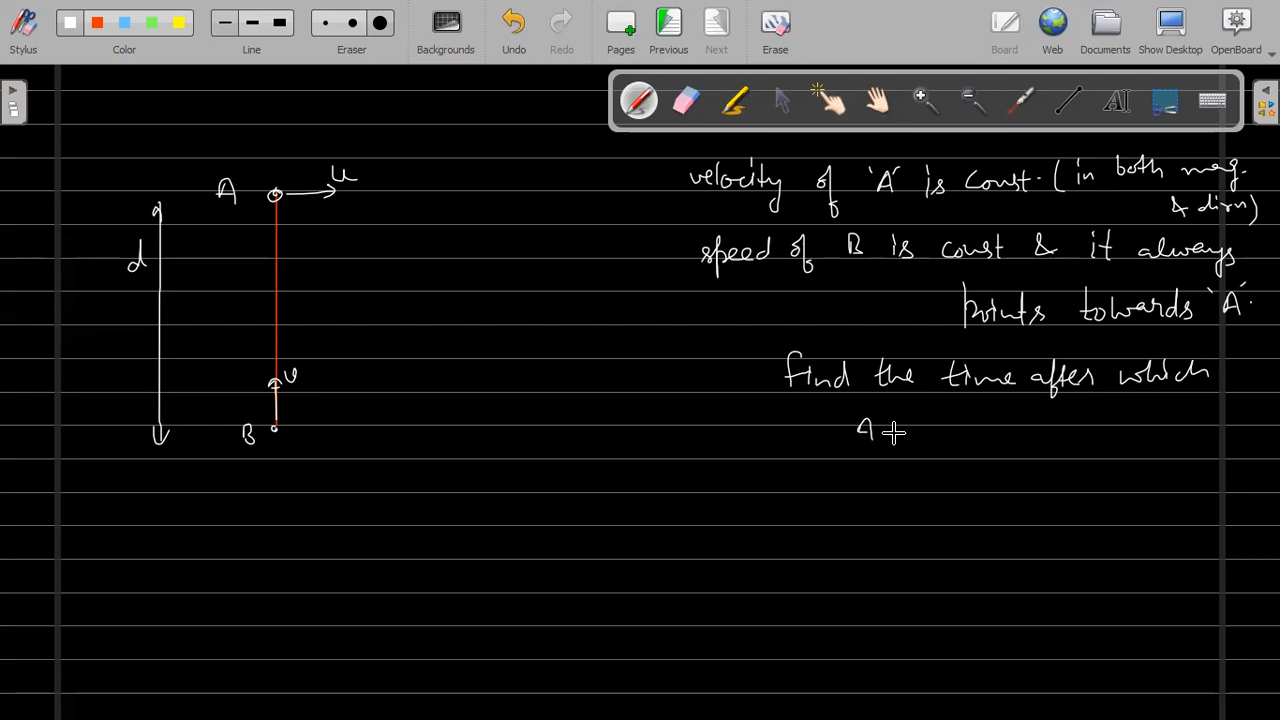 Stylus Color Line Eraser Backgrounds Undo Redo Pages Previous Next Erase Board Web Documents Show Desktop OpenBoard
A u
d
v
B
velocity of 'A' is const. (in both mag.
& dirn)
speed of B is const & it always
points towards 'A'.
find the time after which
A